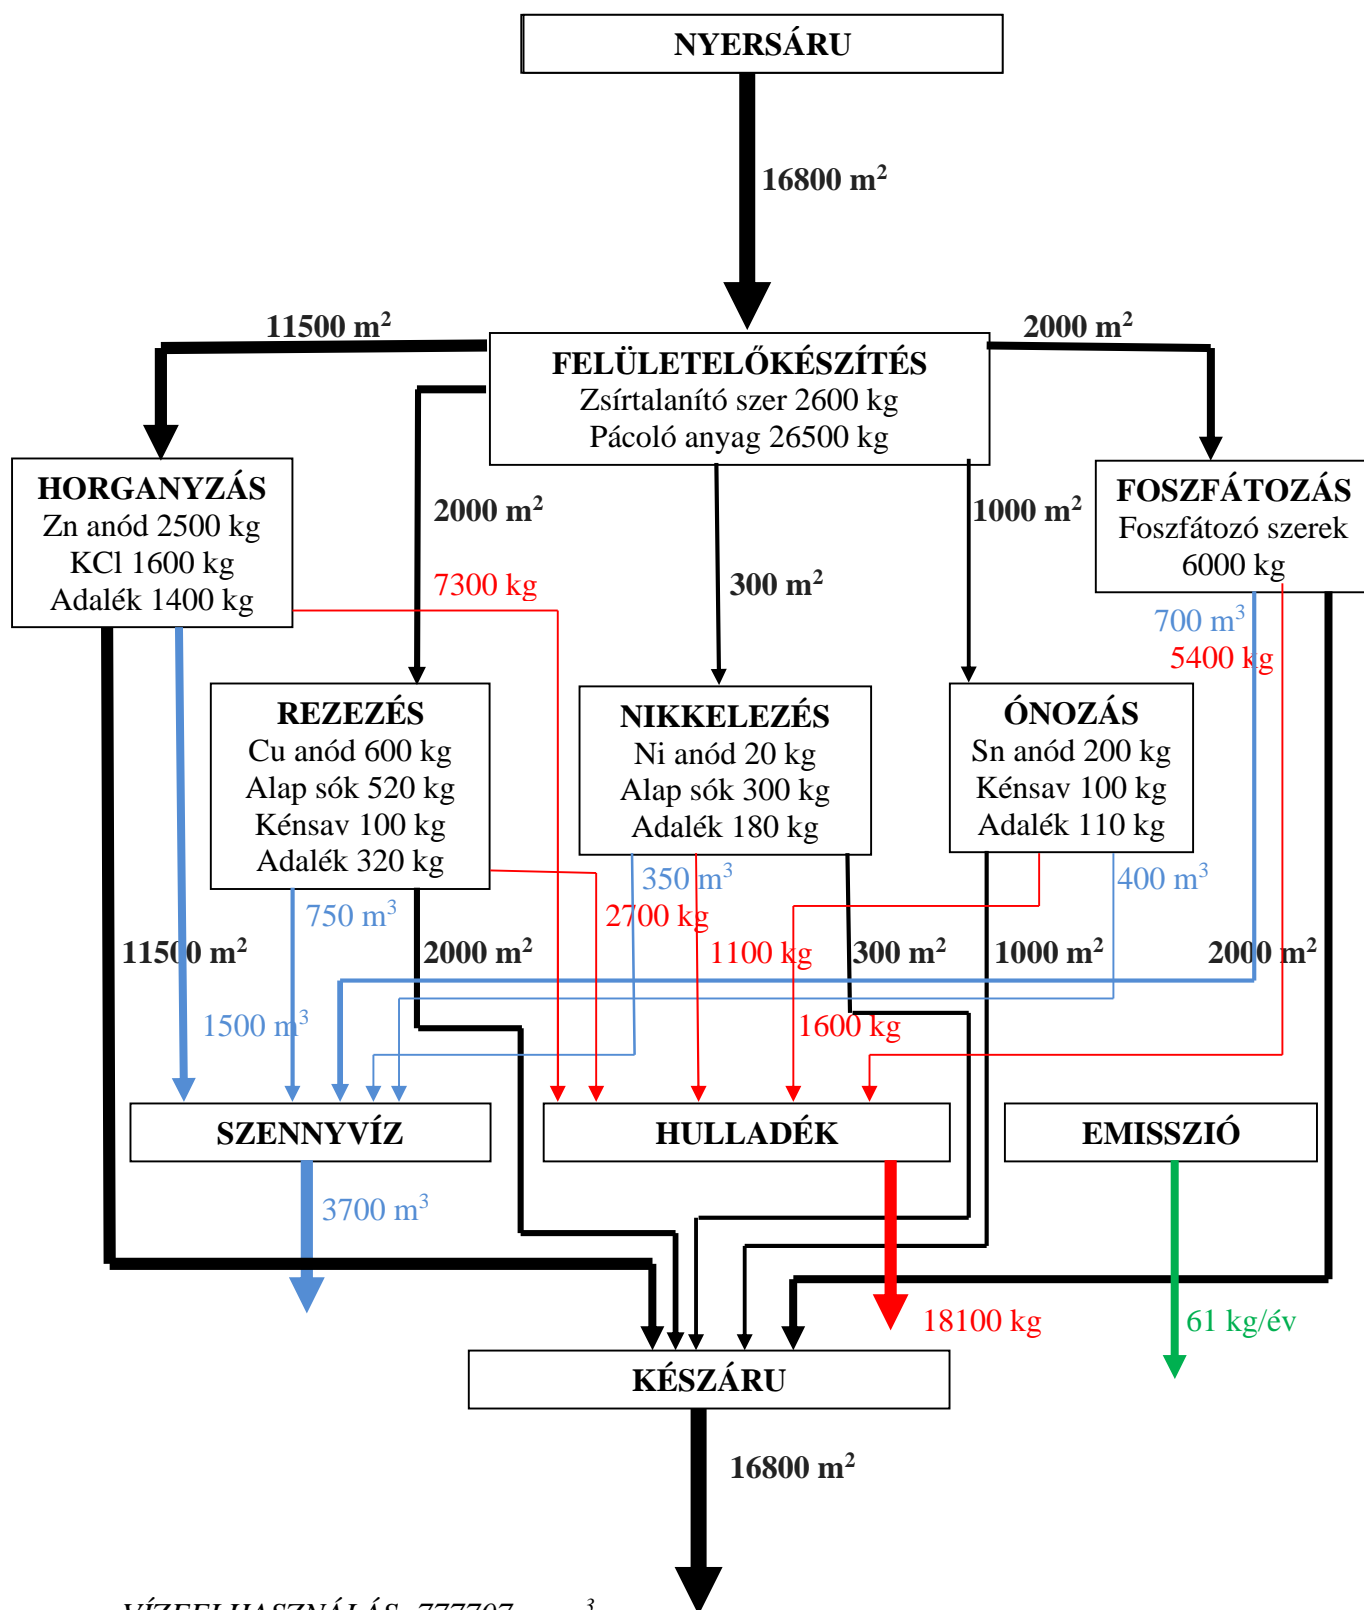 NYERSÁRU
16800 m²
11500 m²
2000 m²
FELÜLETELŐKÉSZÍTÉS
Zsírtalanító szer 2600 kg
Pácoló anyag 26500 kg
HORGANYZÁS
Zn anód 2500 kg
KCl 1600 kg
Adalék 1400 kg
2000 m²
300 m²
1000 m²
FOSZFÁTOZÁS
Foszfátozó szerek
6000 kg
7300 kg
700 m³
5400 kg
REZEZÉS
Cu anód 600 kg
Alap sók 520 kg
Kénsav 100 kg
Adalék 320 kg
NIKKELEZÉS
Ni anód 20 kg
Alap sók 300 kg
Adalék 180 kg
ÓNOZÁS
Sn anód 200 kg
Kénsav 100 kg
Adalék 110 kg
750 m³
350 m³
400 m³
2700 kg
11500 m²
2000 m²
1100 kg
300 m²
1000 m²
2000 m²
1500 m³
1600 kg
SZENNYVÍZ
HULLADÉK
EMISSZIÓ
3700 m³
18100 kg
61 kg/év
KÉSZÁRU
16800 m²